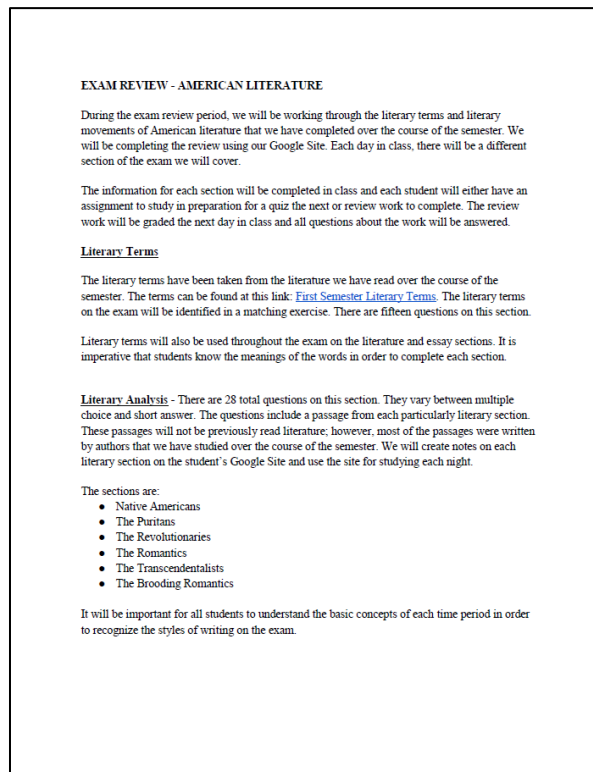 EXAM REVIEW - AMERICAN LITERATURE
During the exam review period, we will be working through the literary terms and literary
movements of American literature that we have completed over the course of the semester. We
will be completing the review using our Google Site. Each day in class, there will be a different
section of the exam we will cover.
The information for each section will be completed in class and each student will either have an
assignment to study in preparation for a quiz the next or review work to complete. The review
work will be graded the next day in class and all questions about the work will be answered.
Literary Terms
The literary terms have been taken from the literature we have read over the course of the
semester. The terms can be found at this link: First Semester Literary Terms. The literary terms
on the exam will be identified in a matching exercise. There are fifteen questions on this section.
Literary terms will also be used throughout the exam on the literature and essay sections. It is
imperative that students know the meanings of the words in order to complete each section.
Literary Analysis - There are 28 total questions on this section. They vary between multiple
choice and short answer. The questions include a passage from each particularly literary section.
These passages will not be previously read literature; however, most of the passages were written
by authors that we have studied over the course of the semester. We will create notes on each
literary section on the student's Google Site and use the site for studying each night.
The sections are:
● Native Americans
● The Puritans
● The Revolutionaries
● The Romantics
● The Transcendentalists
● The Brooding Romantics
It will be important for all students to understand the basic concepts of each time period in order
to recognize the styles of writing on the exam.